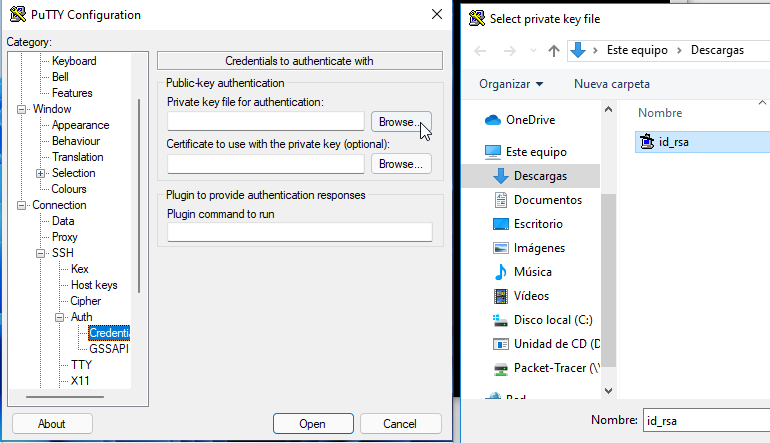 PuTTY Configuration
Category:
Keyboard
Bell
Features
Window
Appearance
Behaviour
Translation
Selection
Colours
Connection
Data
Proxy
SSH
Kex
Host keys
Cipher
Auth
Credentia
GSSAPI
TTY
X11
Credentials to authenticate with
Public-key authentication
Private key file for authentication:
Browse...
Certificate to use with the private key (optional):
Browse...
Plugin to provide authentication responses
Plugin command to run
About
Open
Cancel
Select private key file
Este equipo
Descargas
Organizar
Nueva carpeta
OneDrive
Este equipo
Descargas
Documentos
Escritorio
Imágenes
Música
Vídeos
Disco local (C:)
Unidad de CD (D
Packet-Tracer (\\
Nombre
id_rsa
Nombre:
id_rsa